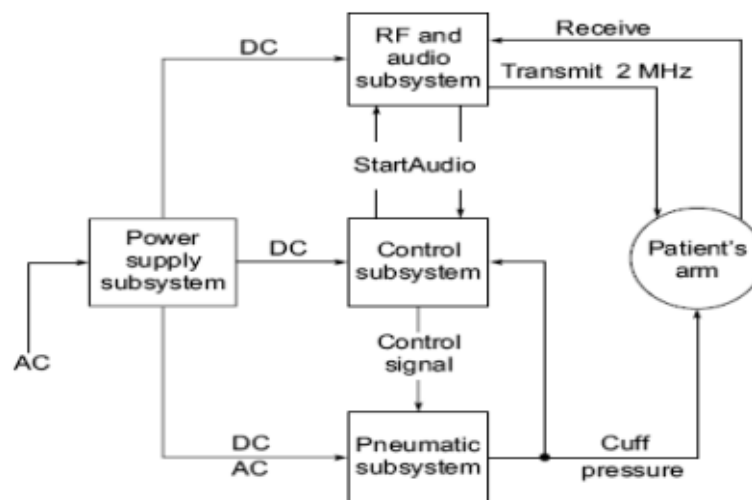 DC
RF and
audio
subsystem
Receive
Transmit 2 MHz
StartAudio
Power
supply
subsystem
DC
Control
subsystem
Patient's
arm
AC
Control
signal
DC
AC
Pneumatic
subsystem
Cuff
pressure